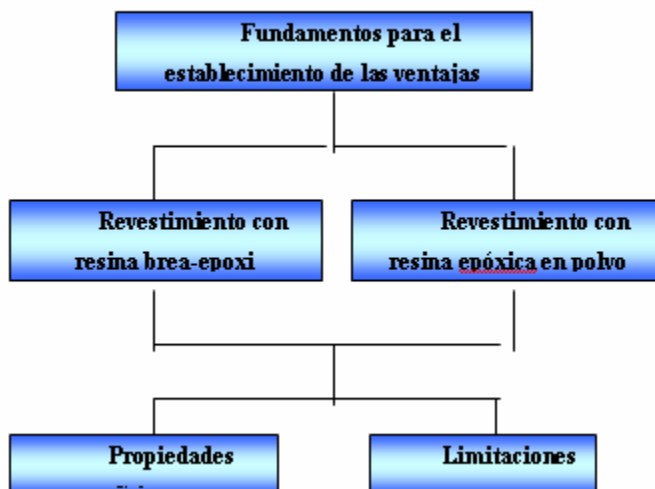 Fundamentos para el
establecimiento de las ventajas
Revestimiento con
resina brea-epoxi
Revestimiento con
resina epóxica en polvo
Propiedades
Limitaciones